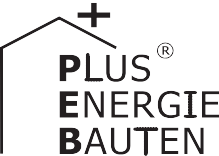 +
PLUS®
ENERGIE
BAUTEN